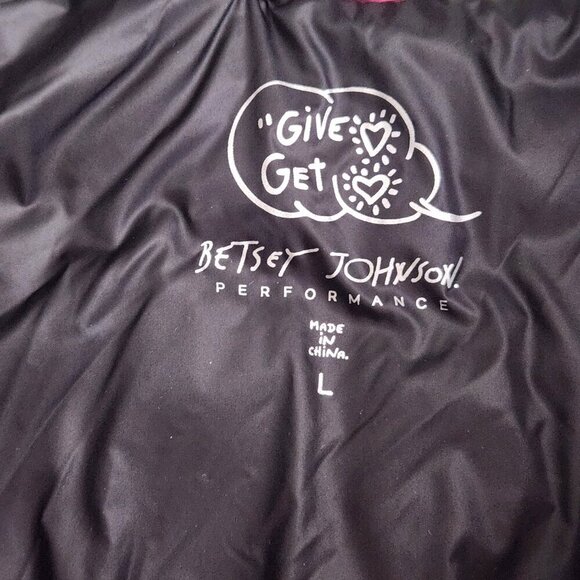 "GIVE
GET
BETSEY JOHNSON.
PERFORMANCE
MADE
IN
CHINA.
L